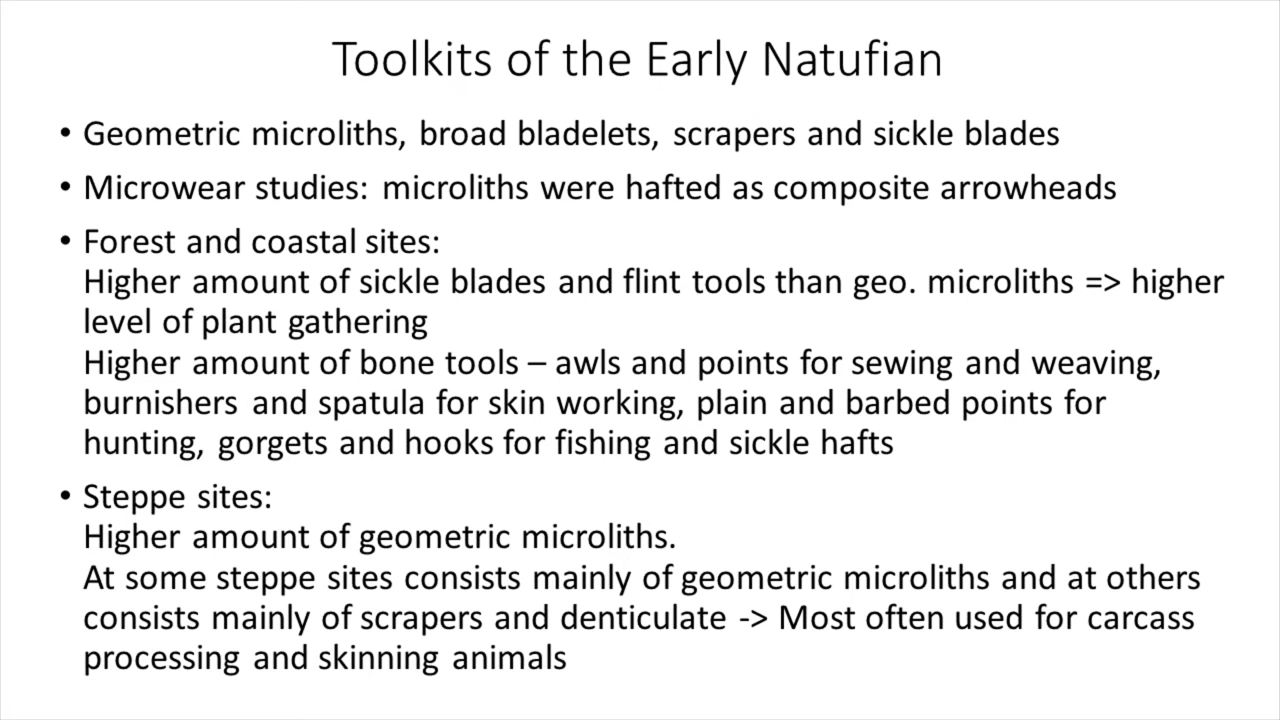 Toolkits of the Early Natufian
• Geometric microliths, broad bladelets, scrapers and sickle blades
• Microwear studies: microliths were hafted as composite arrowheads
• Forest and coastal sites:
Higher amount of sickle blades and flint tools than geo. microliths => higher
level of plant gathering
Higher amount of bone tools – awls and points for sewing and weaving,
burnishers and spatula for skin working, plain and barbed points for
hunting, gorgets and hooks for fishing and sickle hafts
• Steppe sites:
Higher amount of geometric microliths.
At some steppe sites consists mainly of geometric microliths and at others
consists mainly of scrapers and denticulate -> Most often used for carcass
processing and skinning animals